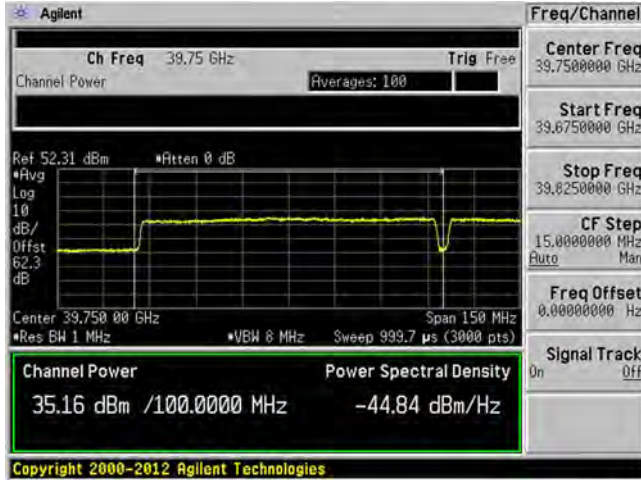 Agilent
Freq/Channel
Ch Freq 39.75 GHz Trig Free
Channel Power Averages: 100
Center Freq
39.7500000 GHz
Start Freq
39.6750000 GHz
Stop Freq
39.8250000 GHz
CF Step
15.0000000 MHz
Auto Man
Freq Offset
0.00000000 Hz
Signal Track
On Off
Ref 52.31 dBm *Atten 0 dB
*Avg
Log
10
dB/
Offst
62.3
dB
Center 39.750 00 GHz Span 150 MHz
*Res BW 1 MHz *VBW 8 MHz Sweep 999.7 µs (3000 pts)
Channel Power Power Spectral Density
35.16 dBm /100.0000 MHz -44.84 dBm/Hz
Copyright 2000-2012 Agilent Technologies